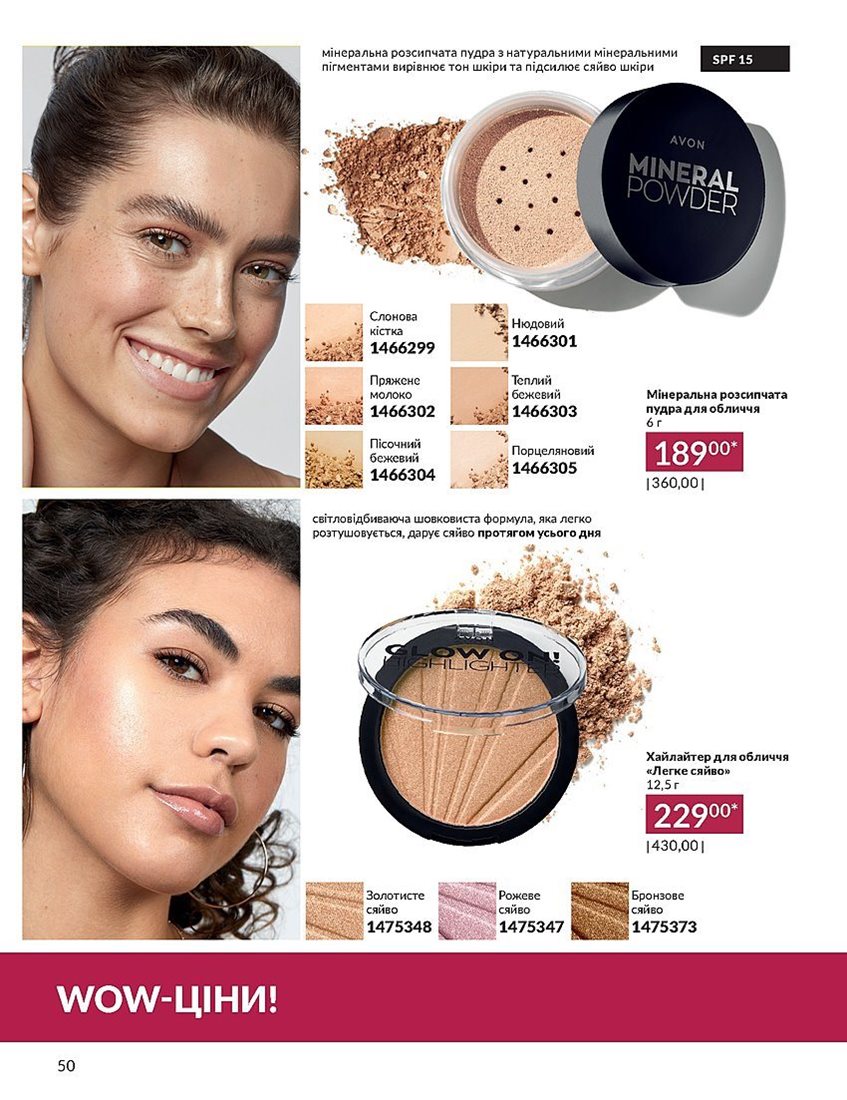 мінеральна розсипчата пудра з натуральними мінеральними
пігментами вирівнює тон шкіри та підсилює сяйво шкіри
SPF 15
AVON
MINERAL
POWDER
Слонова
кістка
1466299
Нюдовий
1466301
Пряжене
молоко
1466302
Теплий
бежевий
1466303
Пісочний
бежевий
1466304
Порцеляновий
1466305
Мінеральна розсипчата
пудра для обличчя
6 г
18900*
|360,00|
світловідбиваюча шовковиста формула, яка легко
розтушовується, дарує сяйво протягом усього дня
AVON
GLOW ON!
HIGHLIGHTER
Хайлайтер для обличчя
«Легке сяйво»
12,5 г
22900*
|430,00|
Золотисте
сяйво
1475348
Рожеве
сяйво
1475347
Бронзове
сяйво
1475373
WOW-ЦІНИ!
50